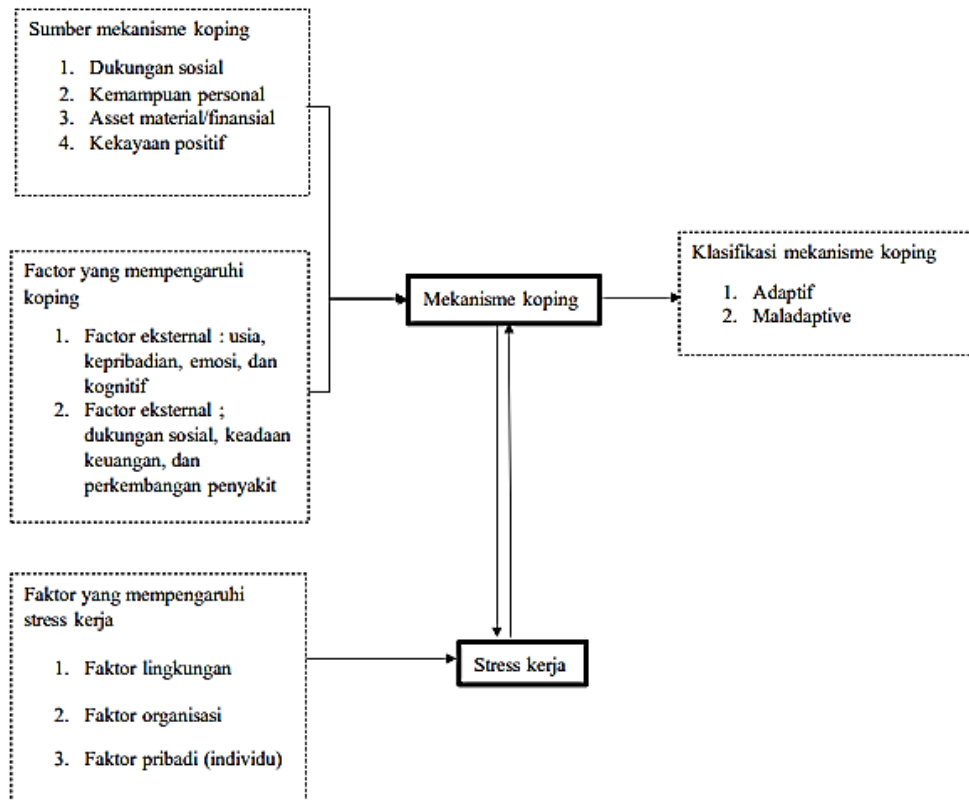 Sumber mekanisme koping
1. Dukungan sosial
2. Kemampuan personal
3. Asset material/finansial
4. Kekayaan positif
Factor yang mempengaruhi
koping
1. Factor eksternal : usia,
kepribadian, emosi, dan
kognitif
2. Factor eksternal ;
dukungan sosial, keadaan
keuangan, dan
perkembangan penyakit
Mekanisme koping
Klasifikasi mekanisme koping
1. Adaptif
2. Maladaptive
Faktor yang mempengaruhi
stress kerja
1. Faktor lingkungan
2. Faktor organisasi
3. Faktor pribadi (individu)
Stress kerja